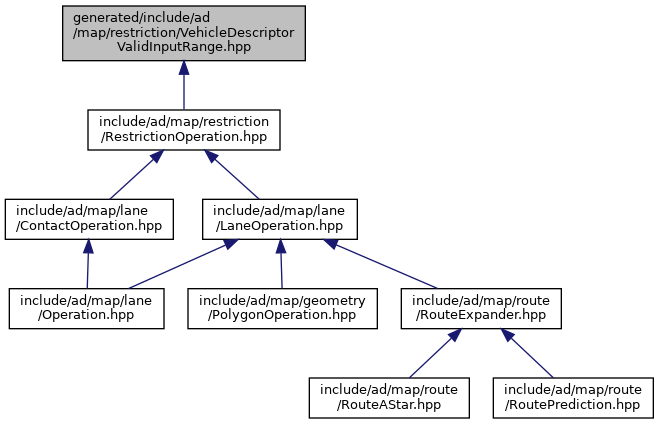 generated/include/ad
/map/restriction/VehicleDescriptor
ValidInputRange.hpp
include/ad/map/restriction
/RestrictionOperation.hpp
include/ad/map/lane
/ContactOperation.hpp
include/ad/map/lane
/LaneOperation.hpp
include/ad/map/lane
/Operation.hpp
include/ad/map/geometry
/PolygonOperation.hpp
include/ad/map/route
/RouteExpander.hpp
include/ad/map/route
/RouteAStar.hpp
include/ad/map/route
/RoutePrediction.hpp